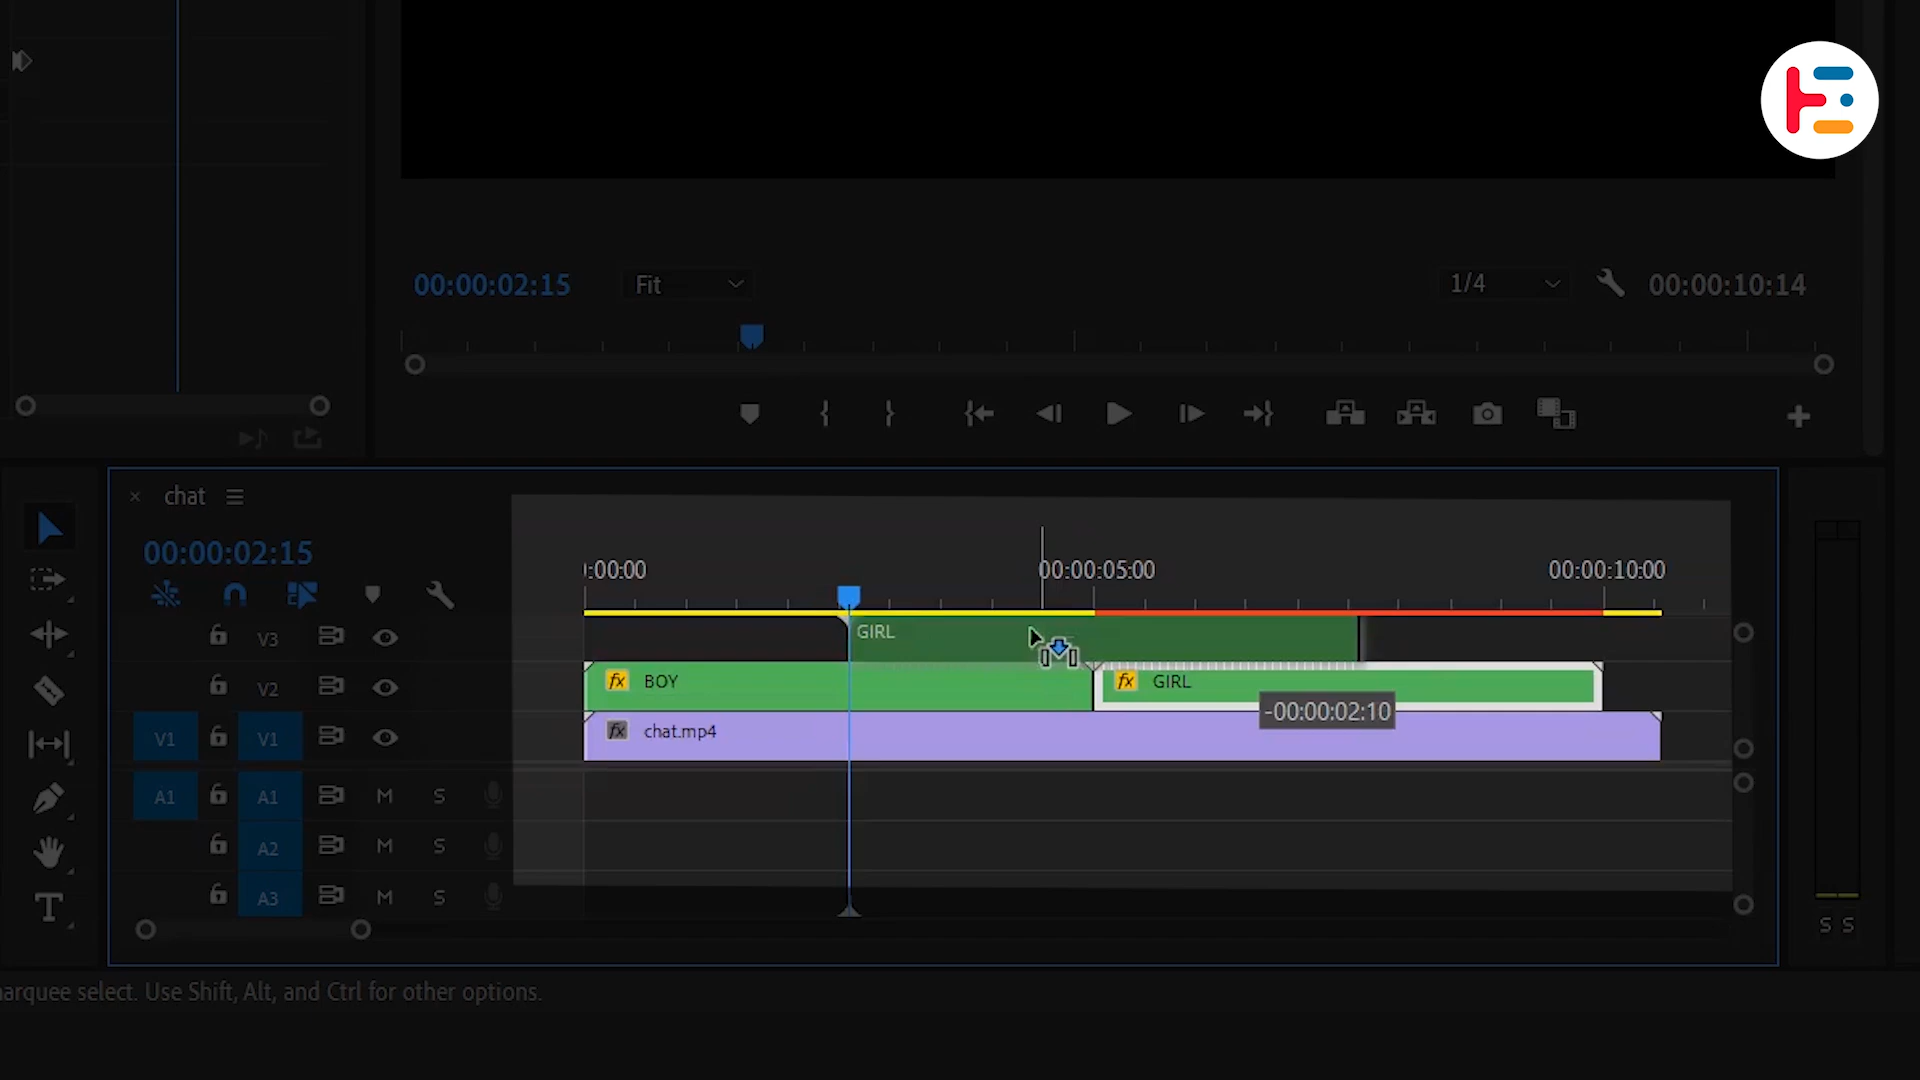 00:00:02:15
Fit
1/4
00:00:10:14
chat
00:00:02:15
:00:00
00:00:05:00
00:00:10:00
V3
GIRL
V2
fx BOY
fx GIRL
-00:00:02:10
V1
V1
fx chat.mp4
A1
A1
M
S
A2
M
S
A3
M
S
S S
arquee select. Use Shift, Alt, and Ctrl for other options.